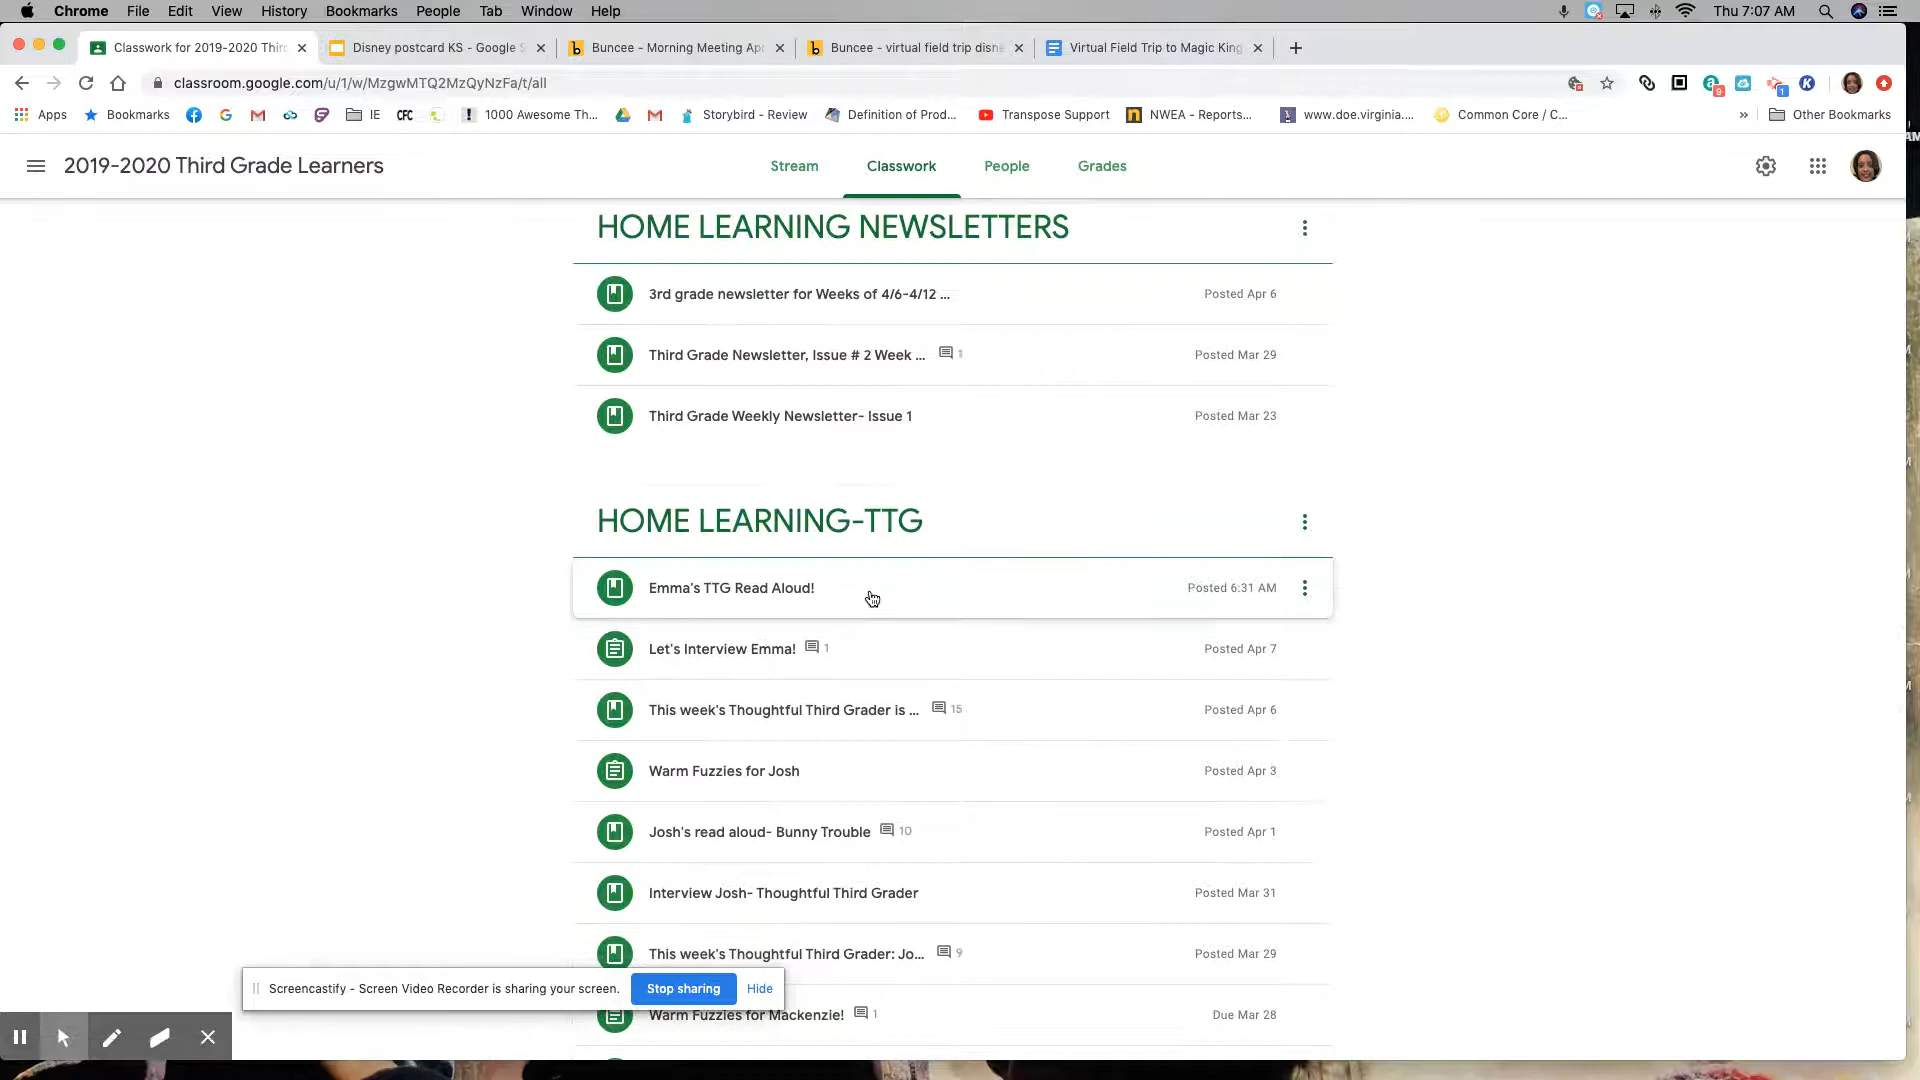 Chrome File Edit View History Bookmarks People Tab Window Help Thu 7:07 AM
Classwork for 2019-2020 Thir Disney postcard KS - Google S Buncee - Morning Meeting Apr Buncee - virtual field trip disn Virtual Field Trip to Magic King
classroom.google.com/u/1/w/MzgwMTQ2MzQyNzFa/t/all 9 1 K
Apps Bookmarks IE CFC 1000 Awesome Th... Storybird - Review Definition of Prod... Transpose Support NWEA - Reports... www.doe.virginia.... Common Core / C... » Other Bookmarks
2019-2020 Third Grade Learners Stream Classwork People Grades
HOME LEARNING NEWSLETTERS
3rd grade newsletter for Weeks of 4/6-4/12 ... Posted Apr 6
Third Grade Newsletter, Issue # 2 Week ... 1 Posted Mar 29
Third Grade Weekly Newsletter- Issue 1 Posted Mar 23
HOME LEARNING-TTG
Emma's TTG Read Aloud! Posted 6:31 AM
Let's Interview Emma! 1 Posted Apr 7
This week's Thoughtful Third Grader is ... 15 Posted Apr 6
Warm Fuzzies for Josh Posted Apr 3
Josh's read aloud- Bunny Trouble 10 Posted Apr 1
Interview Josh- Thoughtful Third Grader Posted Mar 31
This week's Thoughtful Third Grader: Jo... 9 Posted Mar 29
Screencastify - Screen Video Recorder is sharing your screen. Stop sharing Hide
Warm Fuzzies for Mackenzie! 1 Due Mar 28